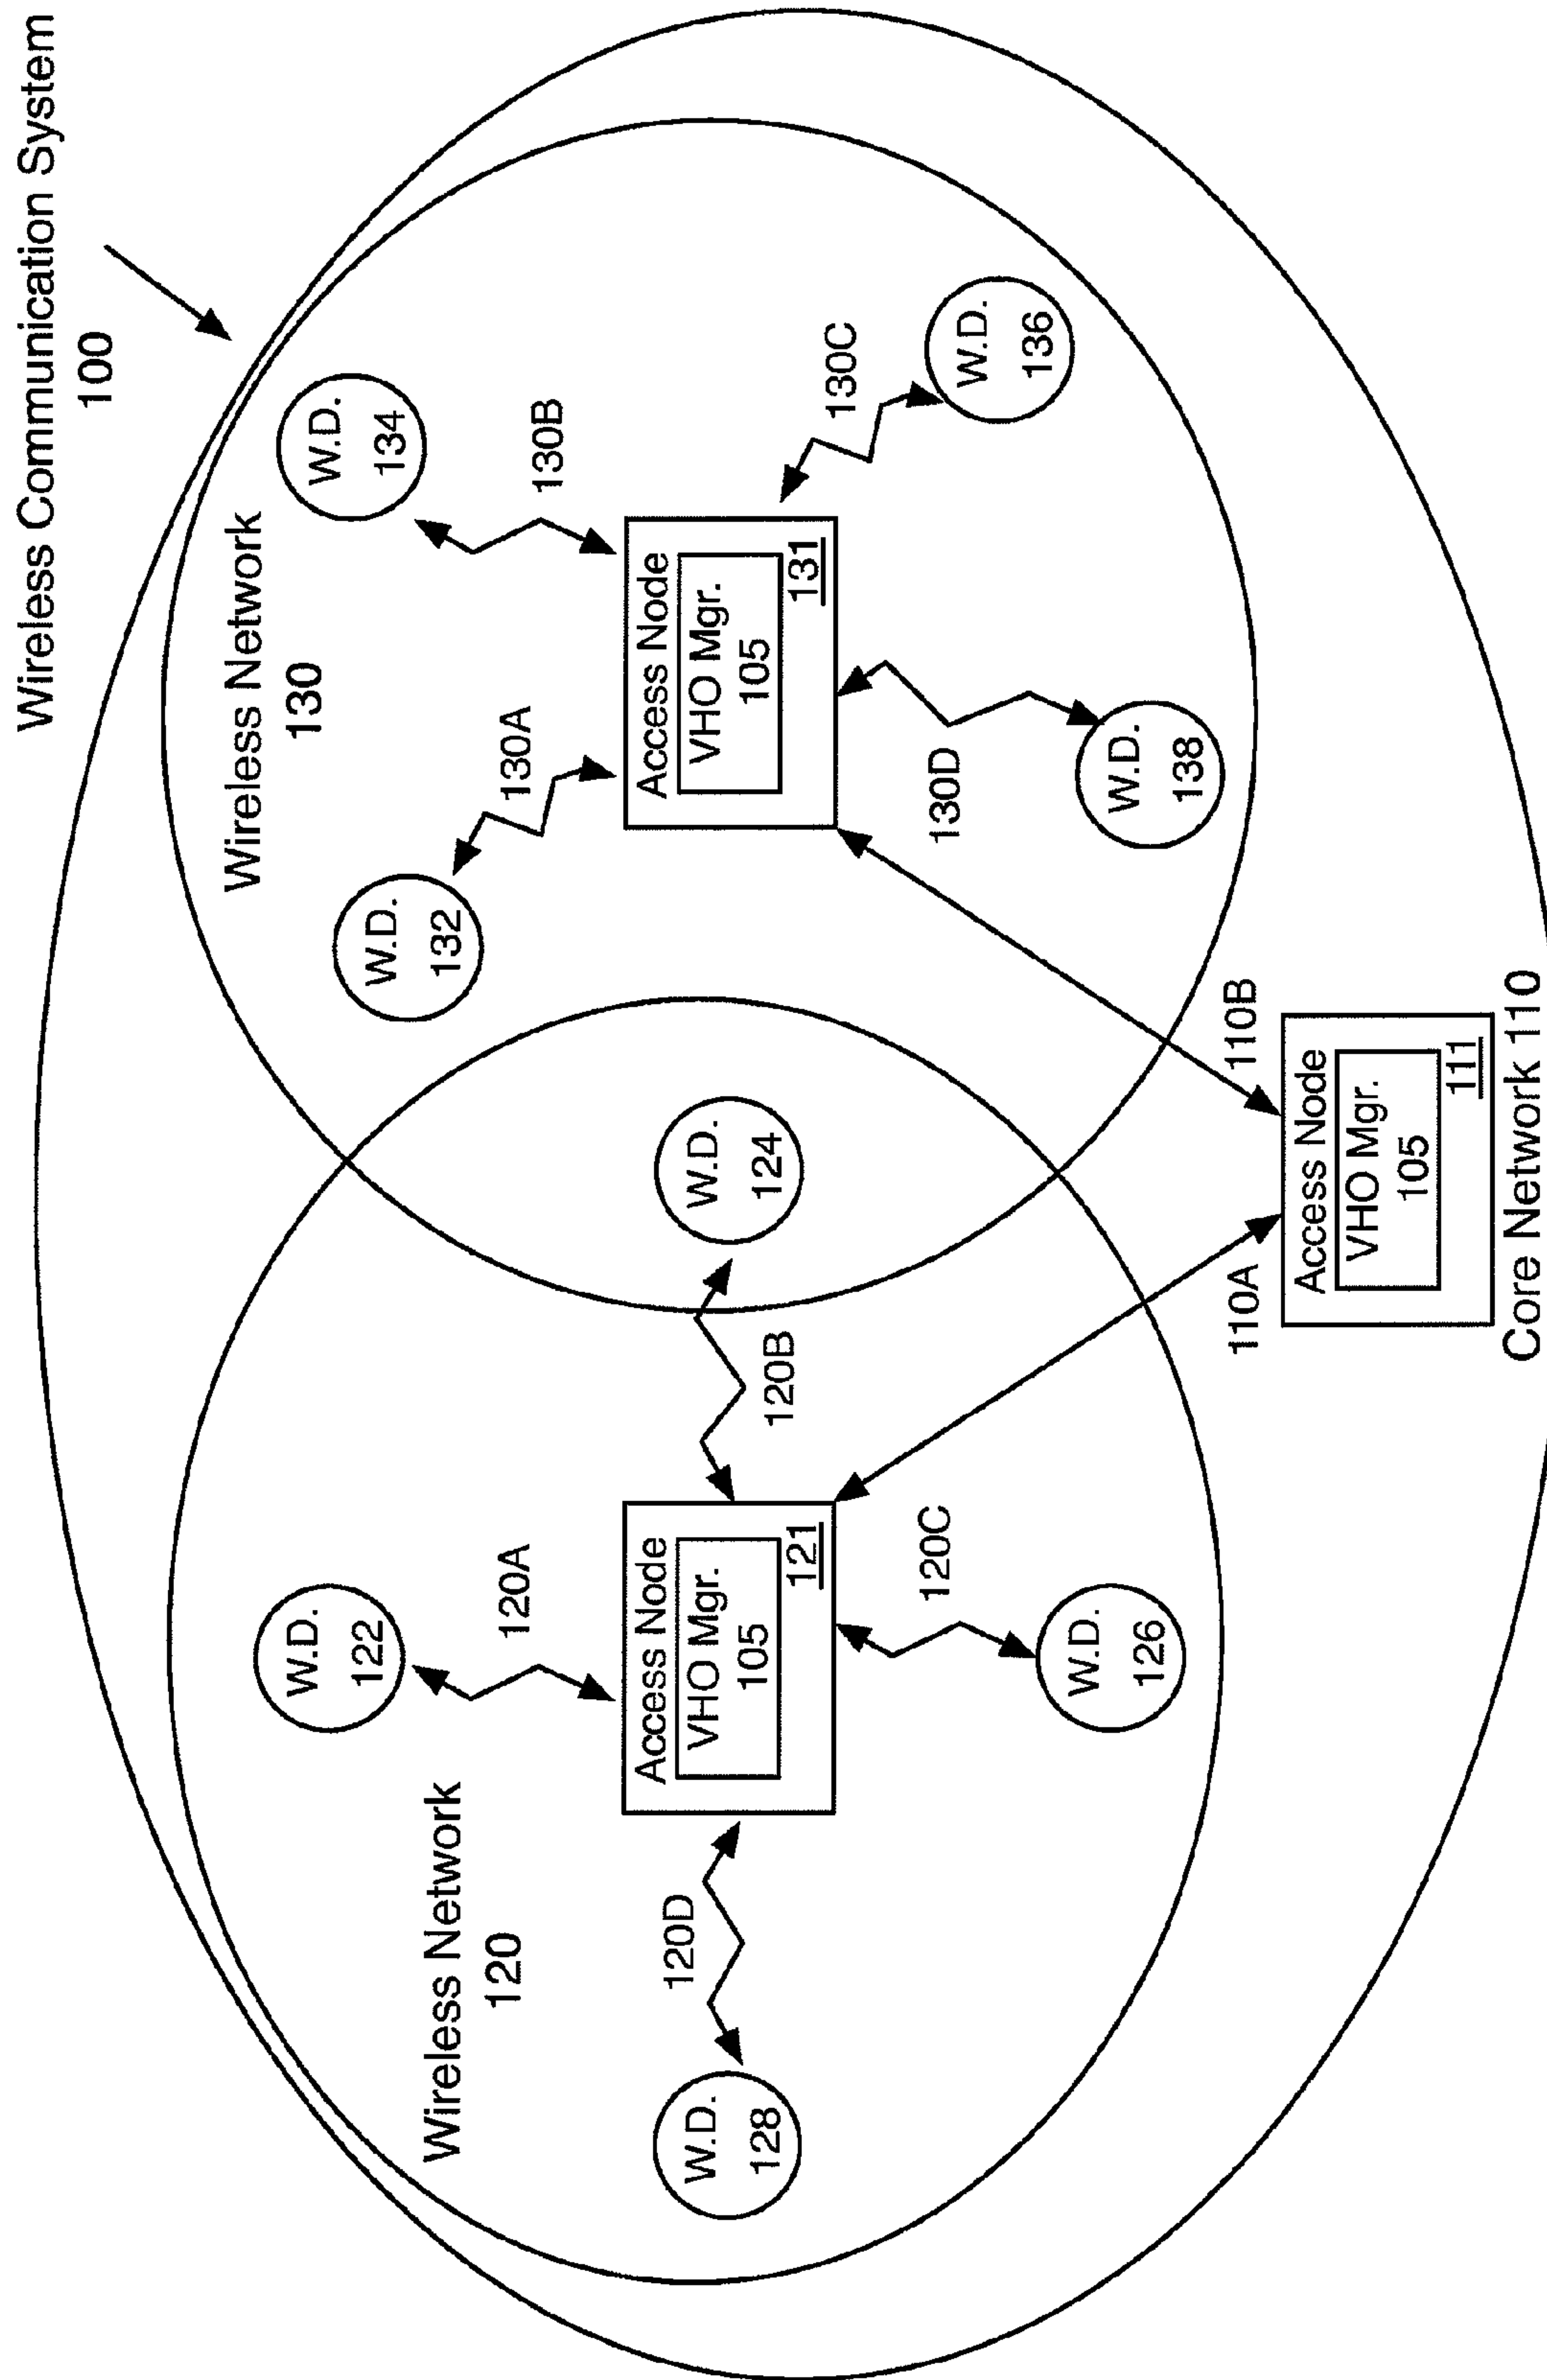 Wireless Communication System
100
Wireless Network
130
W.D.
134
130B
W.D.
132
130A
Access Node
VHO Mgr.
105
131
130C
W.D.
136
130D
W.D.
138
W.D.
124
120B
Wireless Network
120
W.D.
122
120A
Access Node
VHO Mgr.
105
121
120D
W.D.
128
120C
W.D.
126
110A
110B
Access Node
VHO Mgr.
105
111
Core Network 110